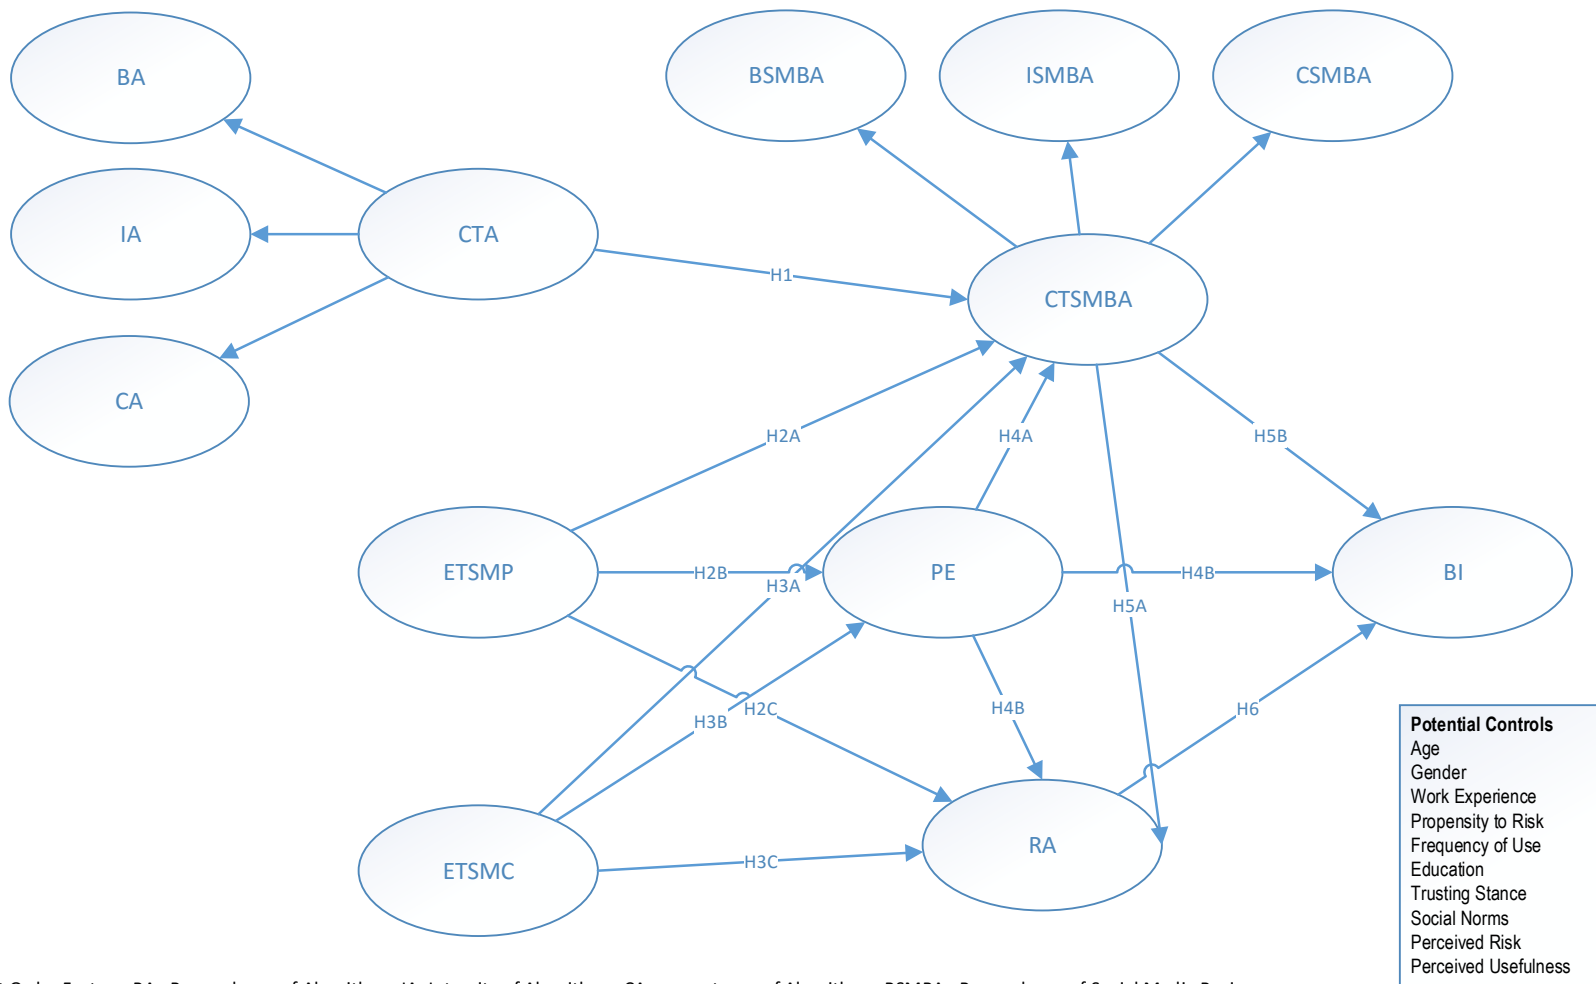 BA
BSMBA
ISMBA
CSMBA
IA
CTA
H1
CTSMBA
CA
H2A
H4A
H5B
ETSMP
H2B
H3A
PE
H4B
H5A
BI
H3B
H2C
H4B
H6
ETSMC
H3C
RA
Potential Controls
Age
Gender
Work Experience
Propensity to Risk
Frequency of Use
Education
Trusting Stance
Social Norms
Perceived Risk
Perceived Usefulness